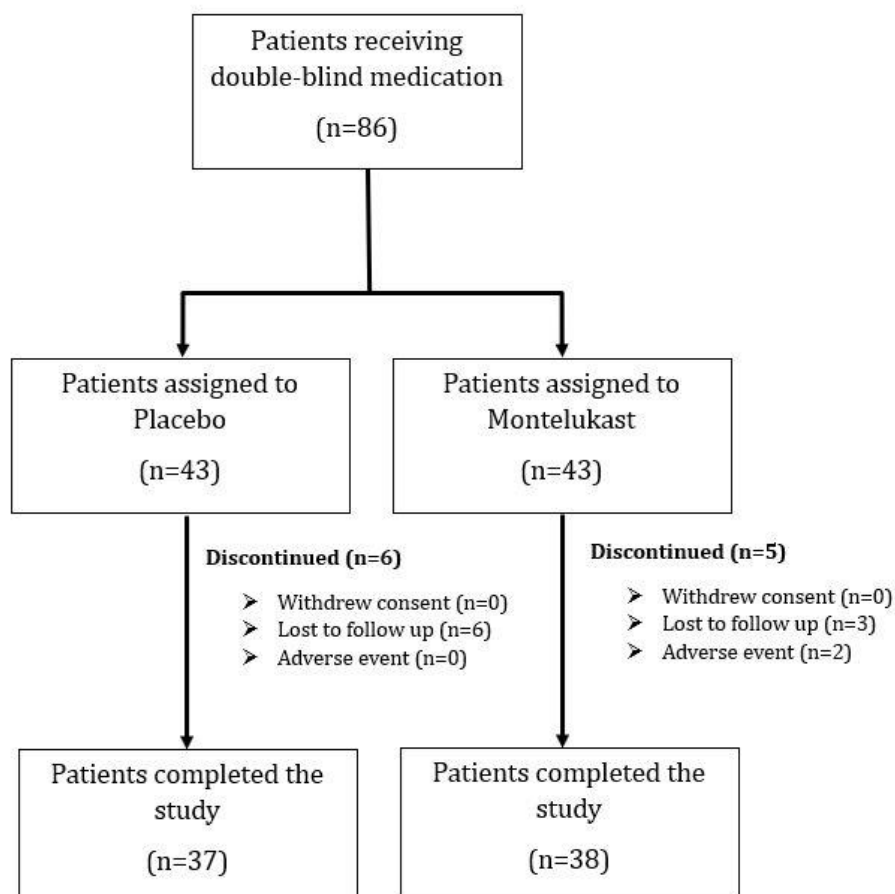 Patients receiving
double-blind medication
(n=86)
Patients assigned to
Placebo
(n=43)
Patients assigned to
Montelukast
(n=43)
Discontinued (n=6)
➢ Withdrew consent (n=0)
➢ Lost to follow up (n=6)
➢ Adverse event (n=0)
Discontinued (n=5)
➢ Withdrew consent (n=0)
➢ Lost to follow up (n=3)
➢ Adverse event (n=2)
Patients completed the
study
(n=37)
Patients completed the
study
(n=38)